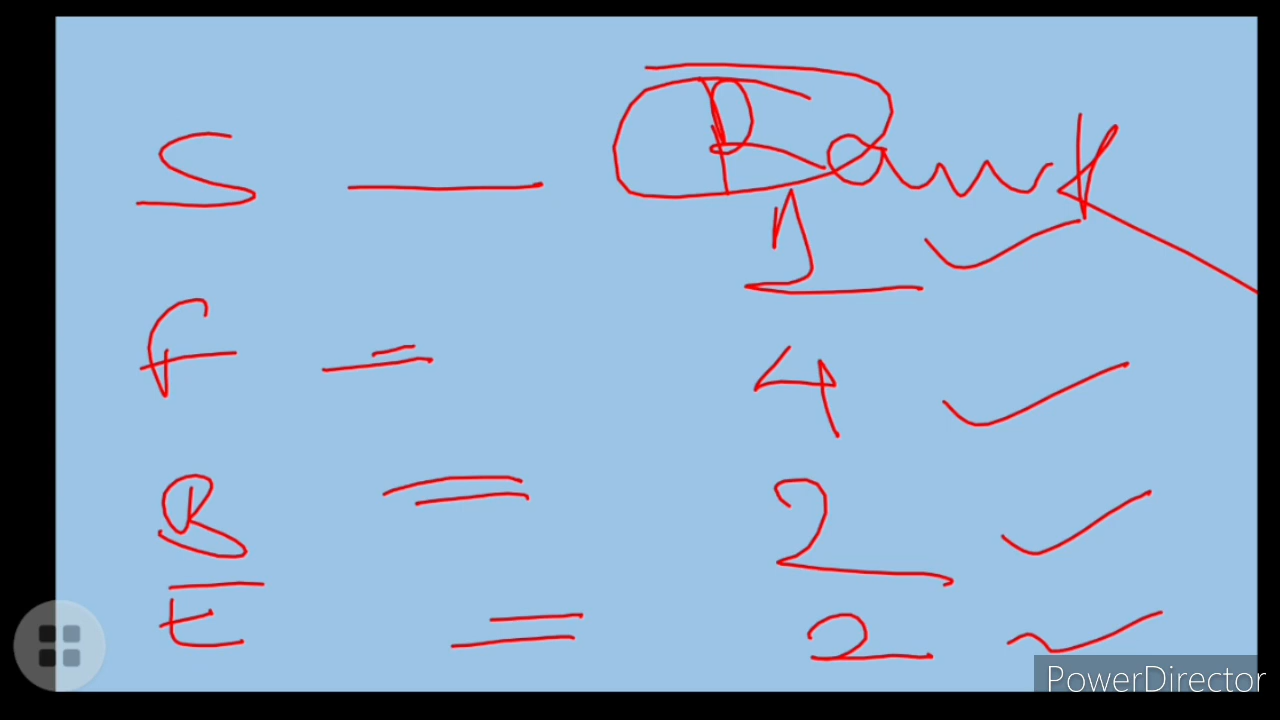 S — Rank
1 ✓
F = 4 ✓
B = 2 ✓
E = 2 ✓
PowerDirector